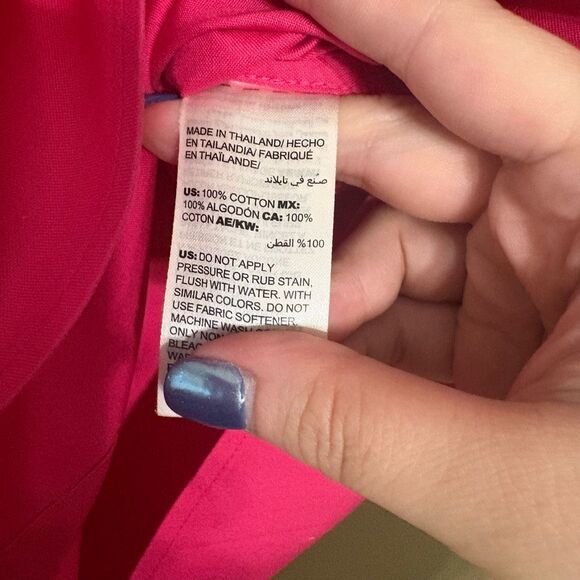 MADE IN THAILAND/ HECHO
EN TAILANDIA/ FABRIQUÉ
EN THAÏLANDE/
صنع في تايلاند
US: 100% COTTON MX:
100% ALGODÓN CA: 100%
COTON AE/KW:
100% القطن
US: DO NOT APPLY
PRESSURE OR RUB STAIN,
FLUSH WITH WATER. WITH
SIMILAR COLORS. DO NOT
USE FABRIC SOFTENER.
MACHINE WASH
ONLY NON